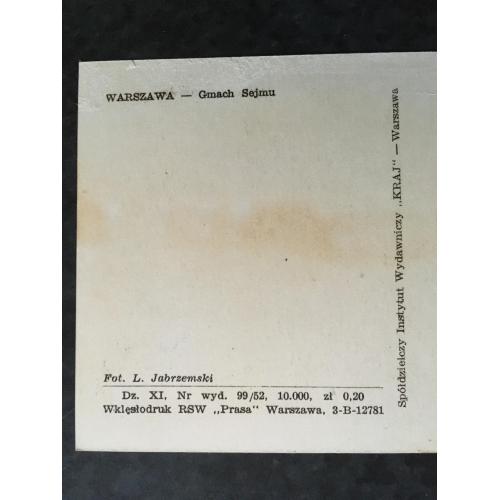 WARSZAWA — Gmach Sejmu
Spółdzielczy Instytut Wydawniczy „KRAJ" — Warszawa
Fot. L. Jabrzemski
Dz. XI, Nr wyd. 99/52, 10.000, zł 0,20
Wklęsłodruk RSW „Prasa" Warszawa, 3-B-12781